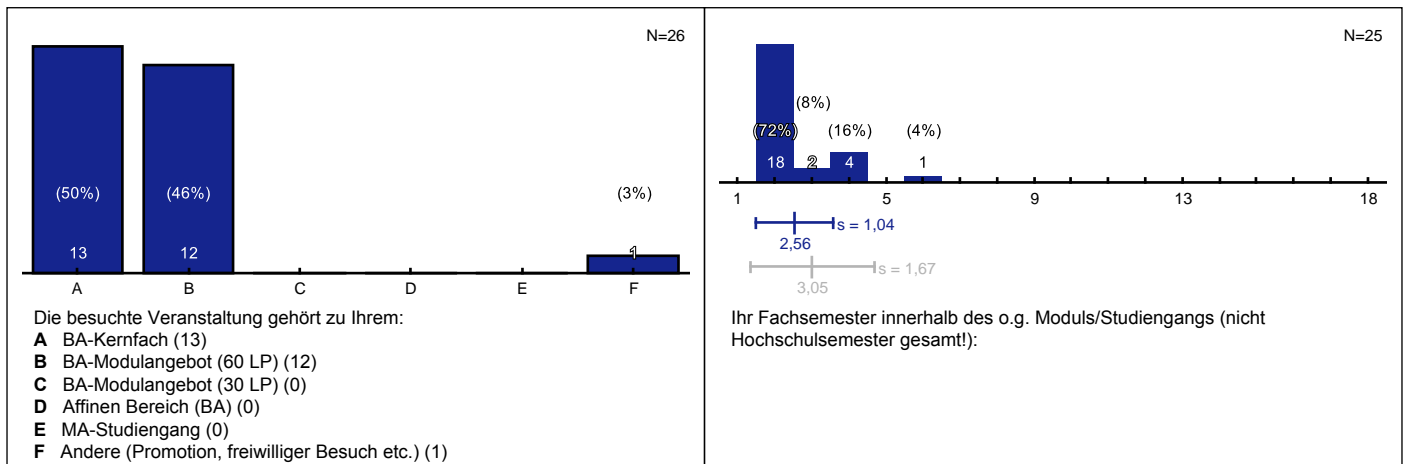 N=26
(50%)
(46%)
(3%)
13
12
1
A B C D E F
Die besuchte Veranstaltung gehört zu Ihrem:
A BA-Kernfach (13)
B BA-Modulangebot (60 LP) (12)
C BA-Modulangebot (30 LP) (0)
D Affinen Bereich (BA) (0)
E MA-Studiengang (0)
F Andere (Promotion, freiwilliger Besuch etc.) (1)
N=25
(8%)
(72%) (16%) (4%)
18 2 4 1
1 5 9 13 18
s = 1,04
2,56
s = 1,67
3,05
Ihr Fachsemester innerhalb des o.g. Moduls/Studiengangs (nicht
Hochschulsemester gesamt!):